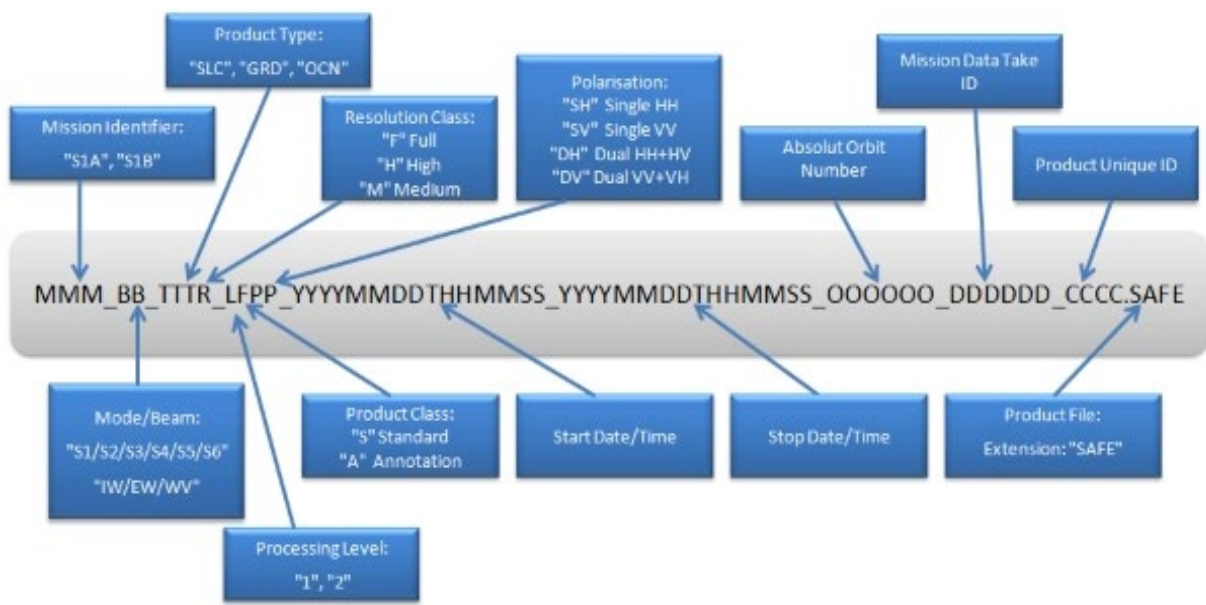 Product Type:
"SLC", "GRD", "OCN"
Mission Data Take
ID
Polarisation:
"SH" Single HH
"SV" Single VV
"DH" Dual HH+HV
"DV" Dual VV+VH
Mission Identifier:
"S1A", "S1B"
Resolution Class:
"F" Full
"H" High
"M" Medium
Absolut Orbit
Number
Product Unique ID
MMM_BB_TTTR_LFPP_YYYYMMDDTHHMMSS_YYYYMMDDTHHMMSS_OOOOOO_DDDDDD_CCCC.SAFE
Mode/Beam:
"S1/S2/S3/S4/S5/S6"
"IW/EW/WV"
Product Class:
"S" Standard
"A" Annotation
Start Date/Time
Stop Date/Time
Product File:
Extension: "SAFE"
Processing Level:
"1", "2"